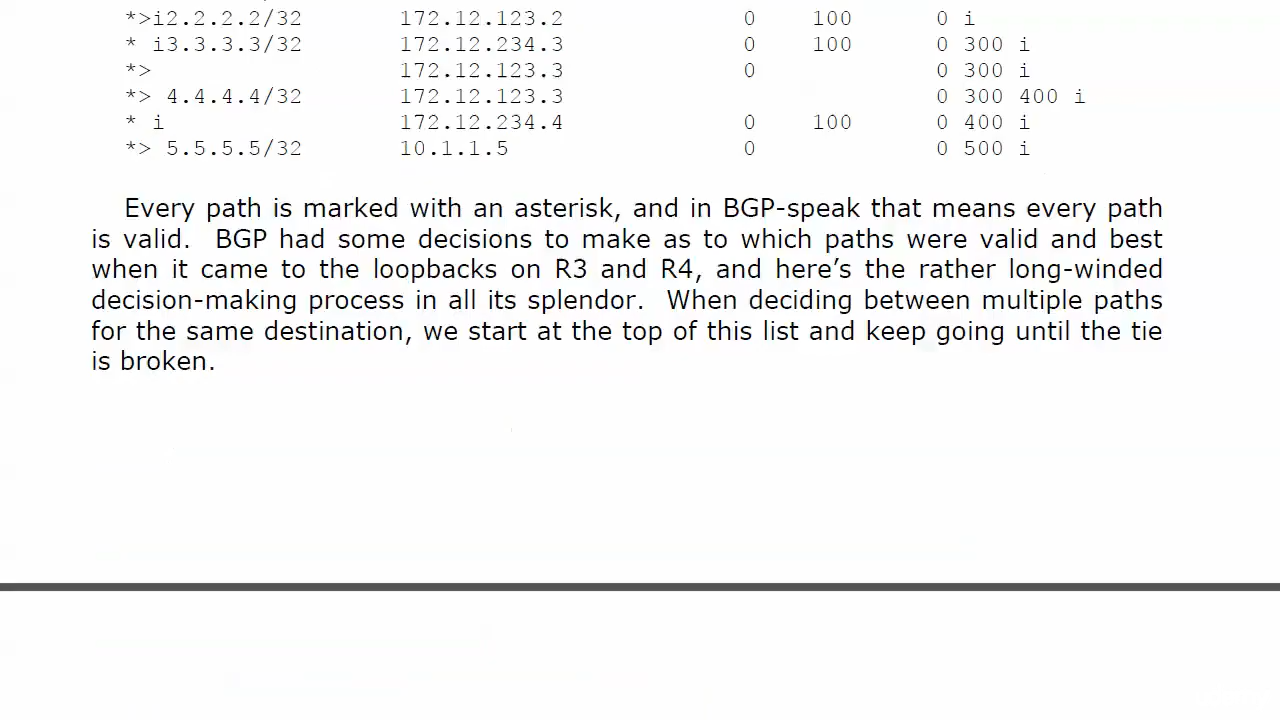 *>i2.2.2.2/32 172.12.123.2 0 100 0 i
* i3.3.3.3/32 172.12.234.3 0 100 0 300 i
*> 172.12.123.3 0 0 300 i
*> 4.4.4.4/32 172.12.123.3 0 300 400 i
* i 172.12.234.4 0 100 0 400 i
*> 5.5.5.5/32 10.1.1.5 0 0 500 i
Every path is marked with an asterisk, and in BGP-speak that means every path
is valid. BGP had some decisions to make as to which paths were valid and best
when it came to the loopbacks on R3 and R4, and here's the rather long-winded
decision-making process in all its splendor. When deciding between multiple paths
for the same destination, we start at the top of this list and keep going until the tie
is broken.